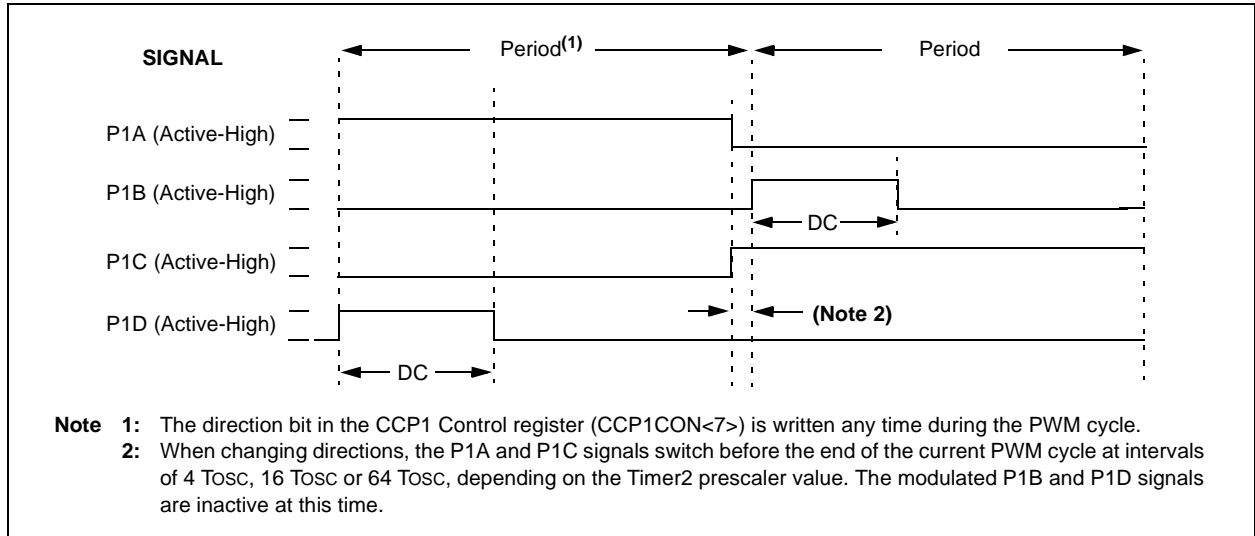 SIGNAL
Period(1)
Period
P1A (Active-High)
P1B (Active-High)
DC
P1C (Active-High)
P1D (Active-High)
(Note 2)
DC
Note 1: The direction bit in the CCP1 Control register (CCP1CON<7>) is written any time during the PWM cycle.
2: When changing directions, the P1A and P1C signals switch before the end of the current PWM cycle at intervals
of 4 TOSC, 16 TOSC or 64 TOSC, depending on the Timer2 prescaler value. The modulated P1B and P1D signals
are inactive at this time.